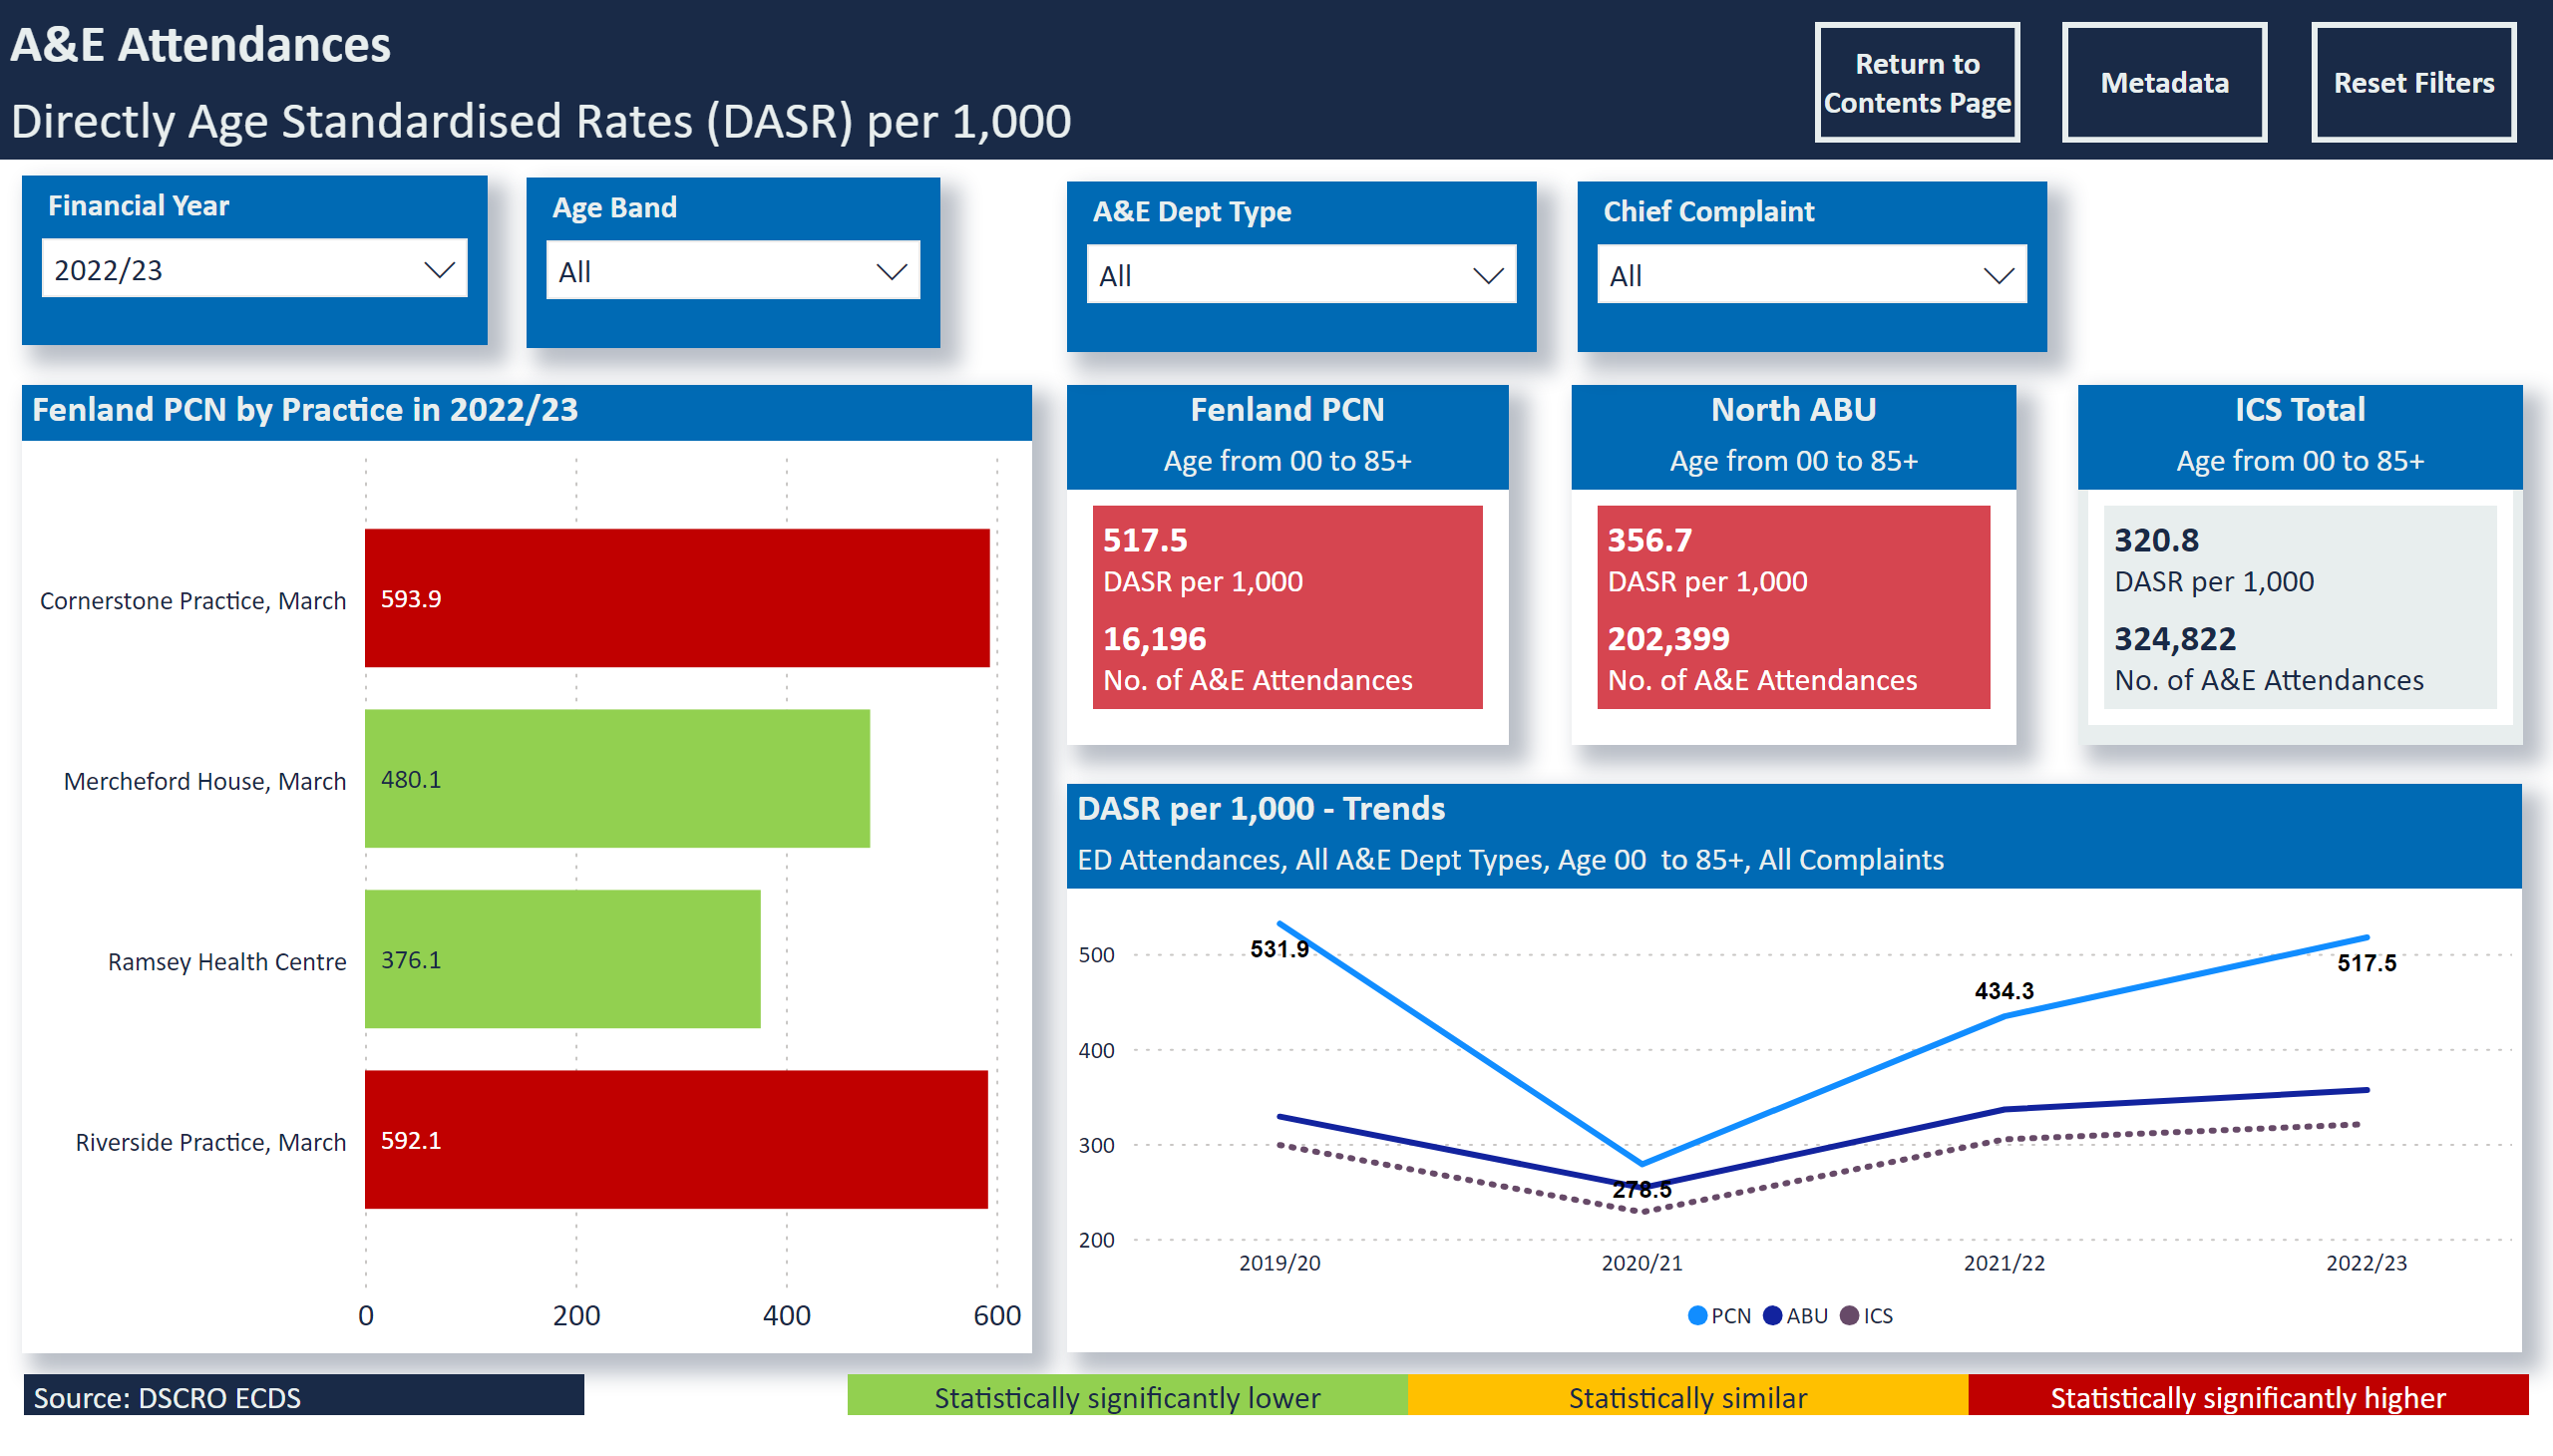 A&E Attendances
Directly Age Standardised Rates (DASR) per 1,000
Return to
Contents Page
Metadata
Reset Filters
Financial Year
2022/23
Age Band
All
A&E Dept Type
All
Chief Complaint
All
Fenland PCN by Practice in 2022/23
Cornerstone Practice, March
593.9
Mercheford House, March
480.1
Ramsey Health Centre
376.1
Riverside Practice, March
592.1
0 200 400 600
Fenland PCN
Age from 00 to 85+
517.5
DASR per 1,000
16,196
No. of A&E Attendances
North ABU
Age from 00 to 85+
356.7
DASR per 1,000
202,399
No. of A&E Attendances
ICS Total
Age from 00 to 85+
320.8
DASR per 1,000
324,822
No. of A&E Attendances
DASR per 1,000 - Trends
ED Attendances, All A&E Dept Types, Age 00  to 85+, All Complaints
500
400
300
200
531.9
278.5
434.3
517.5
2019/20 2020/21 2021/22 2022/23
PCN ABU ICS
Source: DSCRO ECDS
Statistically significantly lower
Statistically similar
Statistically significantly higher